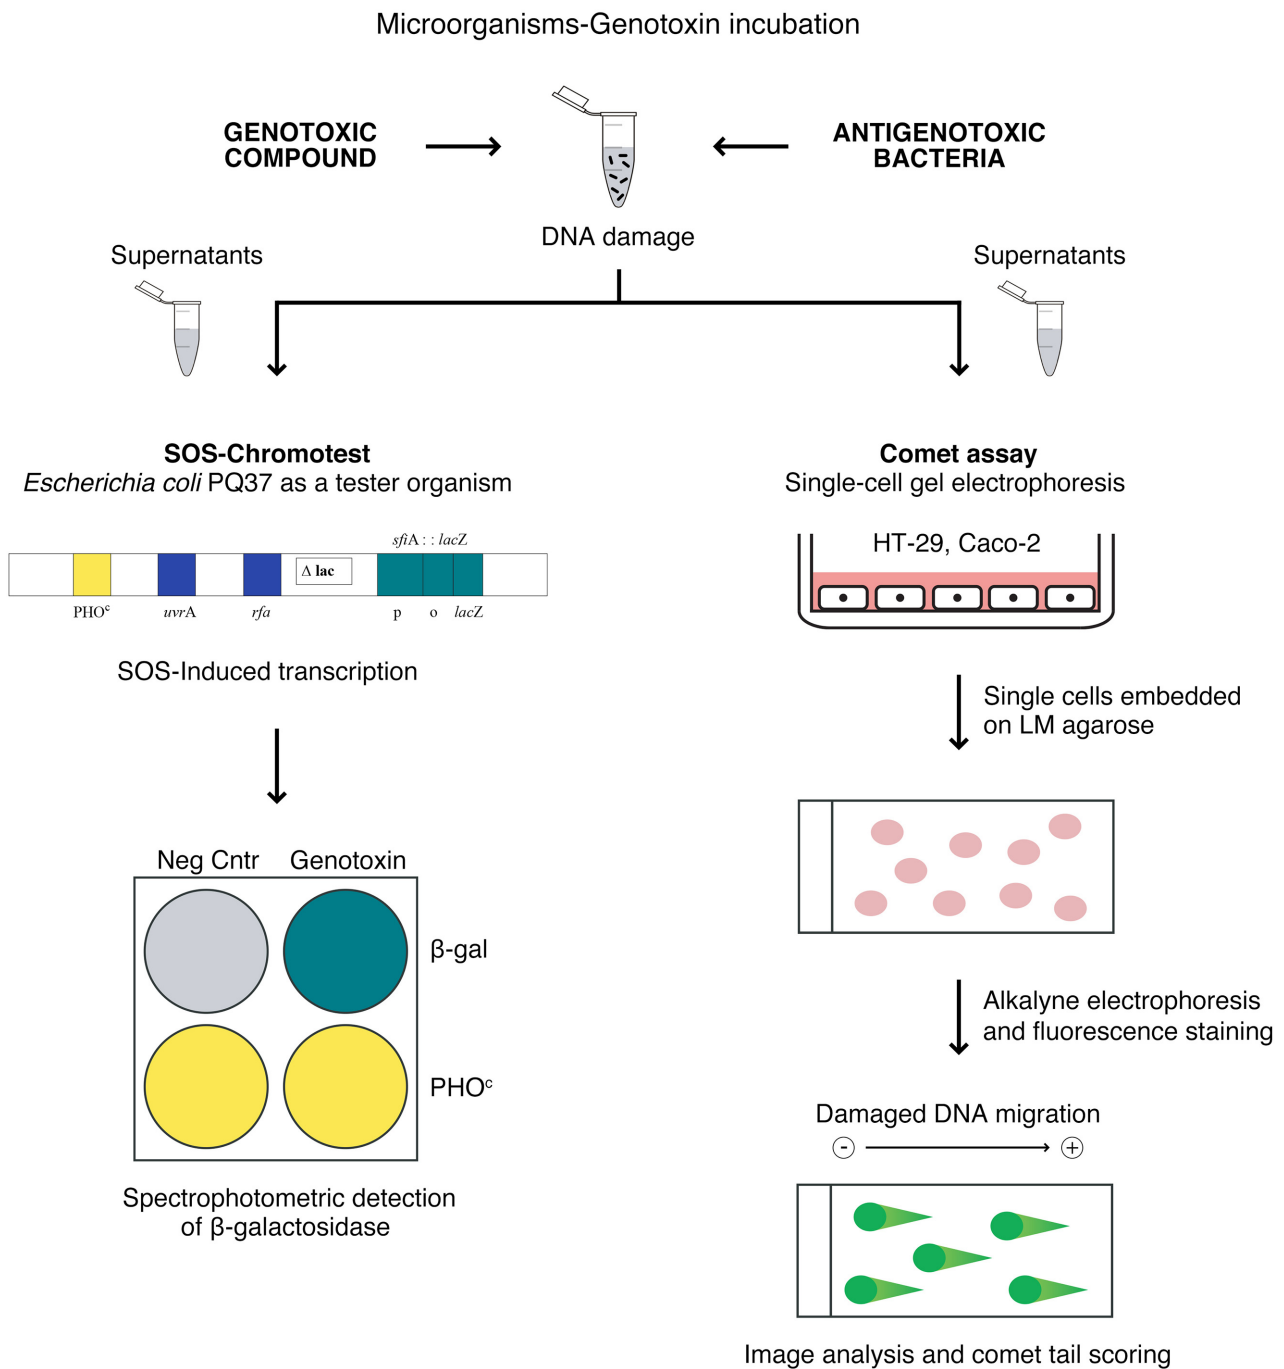 Microorganisms-Genotoxin incubation
GENOTOXIC
COMPOUND
ANTIGENOTOXIC
BACTERIA
DNA damage
Supernatants
Supernatants
SOS-Chromotest
Escherichia coli PQ37 as a tester organism
sfiA : : lacZ
Δ lac
PHOᶜ uvrA rfa p o lacZ
SOS-Induced transcription
Neg Cntr Genotoxin
β-gal
PHOᶜ
Spectrophotometric detection
of β-galactosidase
Comet assay
Single-cell gel electrophoresis
HT-29, Caco-2
Single cells embedded
on LM agarose
Alkalyne electrophoresis
and fluorescence staining
Damaged DNA migration
- +
Image analysis and comet tail scoring